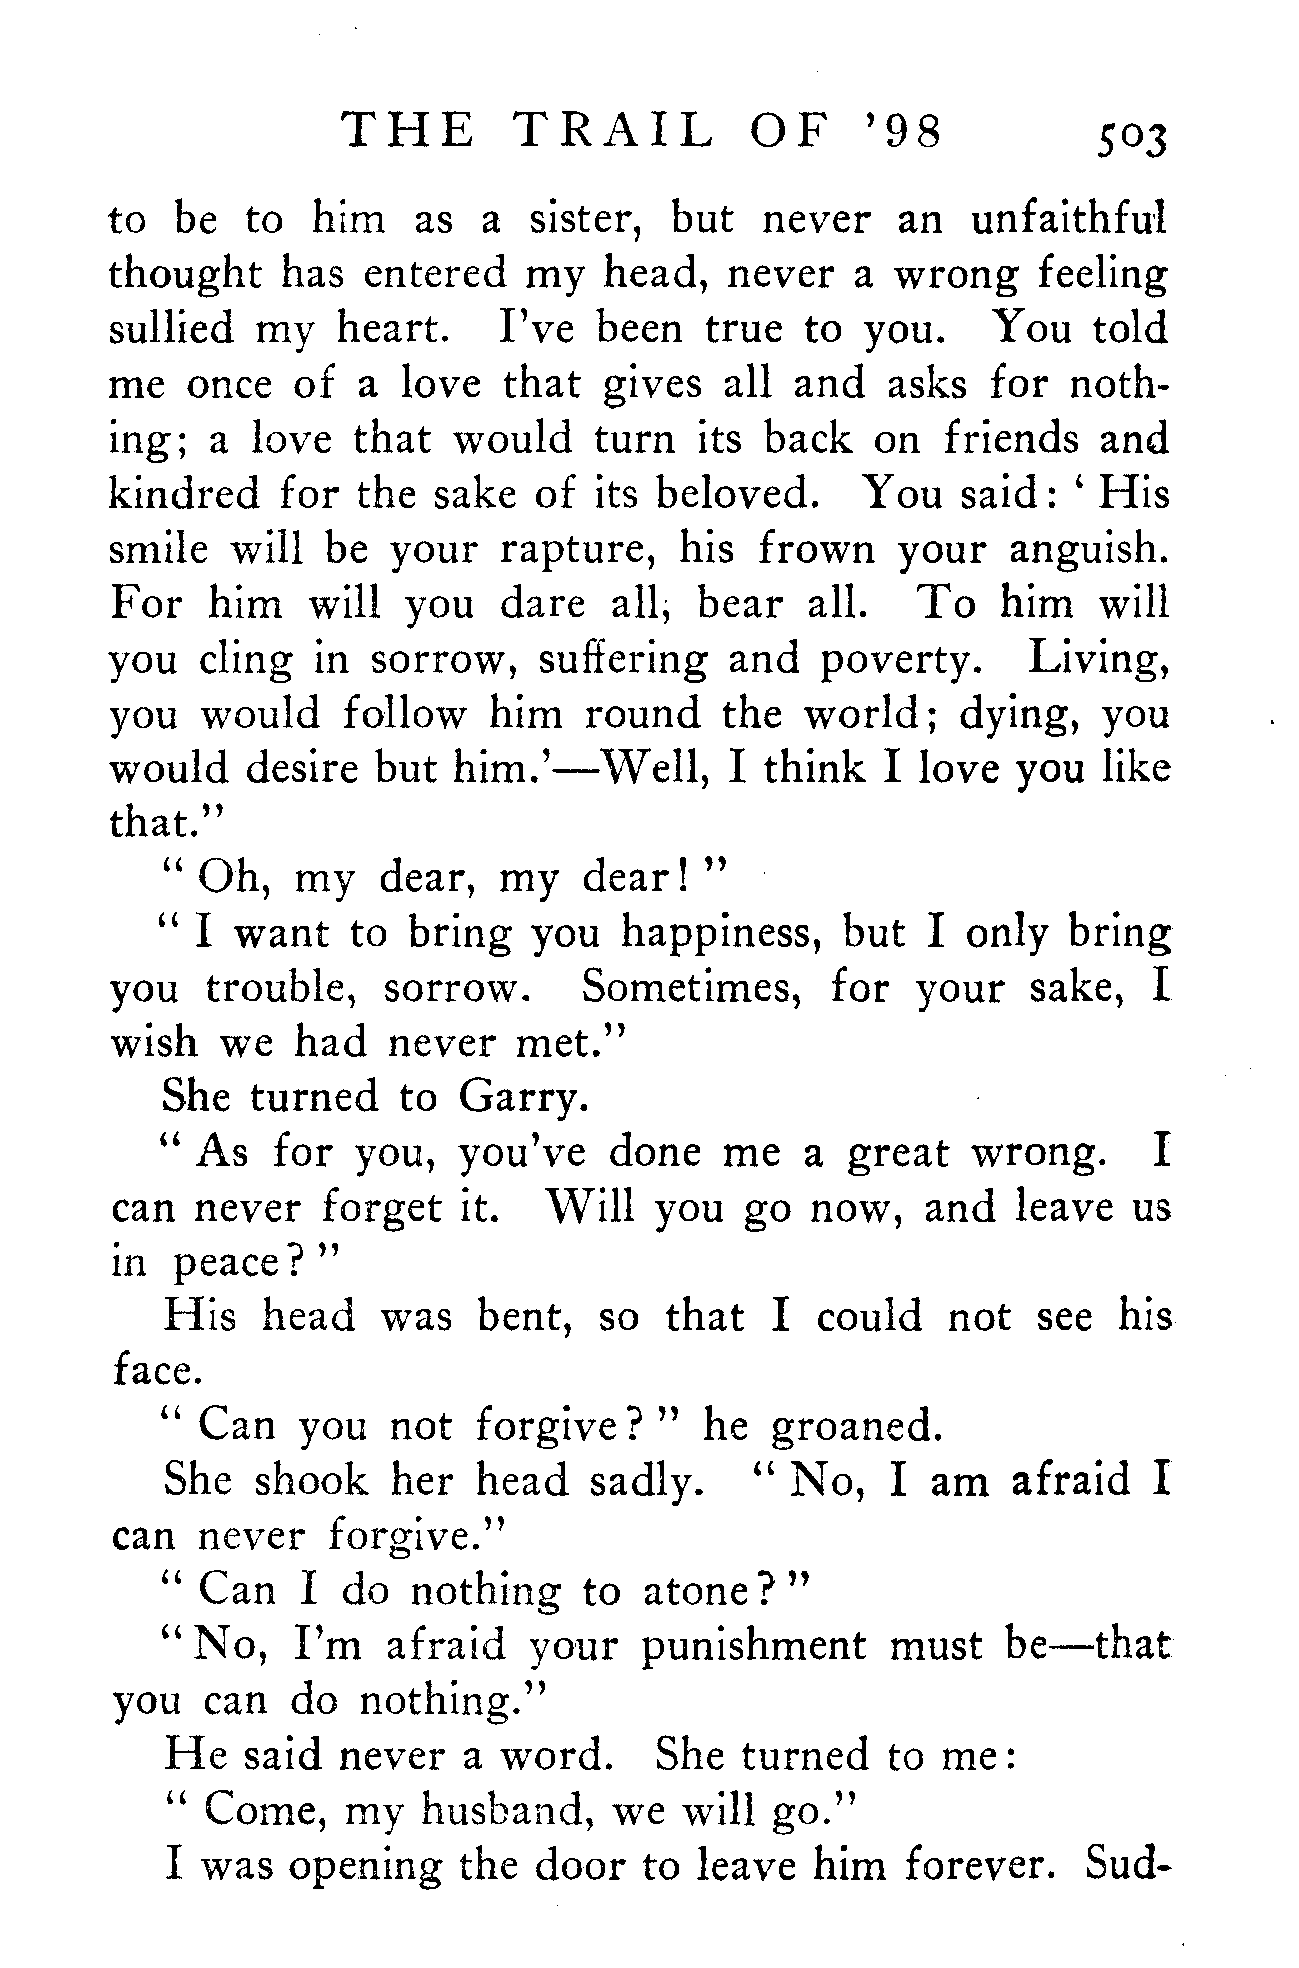 THE TRAIL OF '98 503
to be to him as a sister, but never an unfaithful
thought has entered my head, never a wrong feeling
sullied my heart. I've been true to you. You told
me once of a love that gives all and asks for noth-
ing; a love that would turn its back on friends and
kindred for the sake of its beloved. You said: ' His
smile will be your rapture, his frown your anguish.
For him will you dare all, bear all. To him will
you cling in sorrow, suffering and poverty. Living,
you would follow him round the world; dying, you
would desire but him.'—Well, I think I love you like
that."
" Oh, my dear, my dear! "
" I want to bring you happiness, but I only bring
you trouble, sorrow. Sometimes, for your sake, I
wish we had never met."
She turned to Garry.
" As for you, you've done me a great wrong. I
can never forget it. Will you go now, and leave us
in peace? "
His head was bent, so that I could not see his
face.
" Can you not forgive? " he groaned.
She shook her head sadly. " No, I am afraid I
can never forgive."
" Can I do nothing to atone? "
" No, I'm afraid your punishment must be—that
you can do nothing."
He said never a word. She turned to me:
" Come, my husband, we will go."
I was opening the door to leave him forever. Sud-